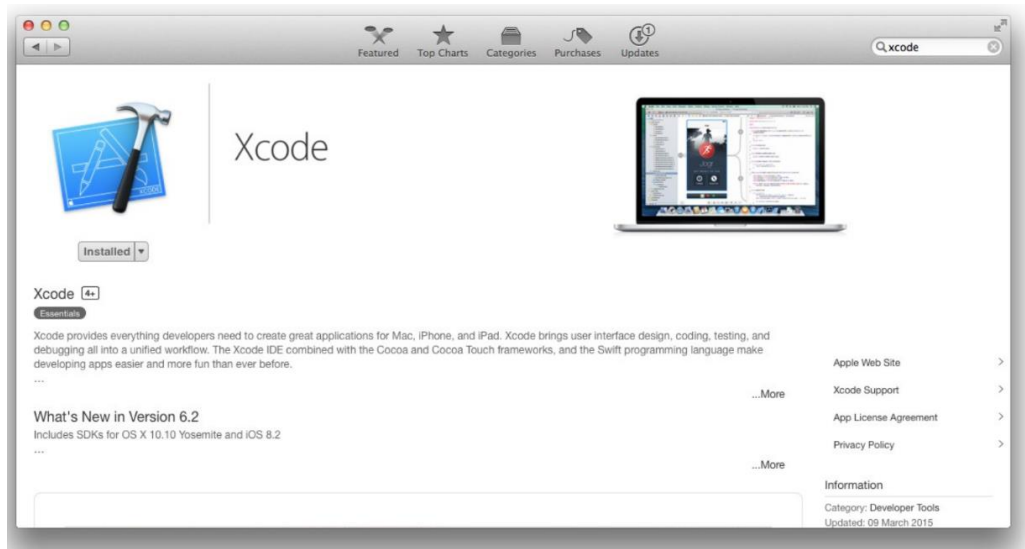 Featured
Top Charts
Categories
Purchases
Updates
1
xcode
XCODE
Xcode
Installed
Xcode 4+
Essentials
Xcode provides everything developers need to create great applications for Mac, iPhone, and iPad. Xcode brings user interface design, coding, testing, and
debugging all into a unified workflow. The Xcode IDE combined with the Cocoa and Cocoa Touch frameworks, and the Swift programming language make
developing apps easier and more fun than ever before.
...
...More
What's New in Version 6.2
Includes SDKs for OS X 10.10 Yosemite and iOS 8.2
...
...More
Apple Web Site
Xcode Support
App License Agreement
Privacy Policy
Information
Category: Developer Tools
Updated: 09 March 2015